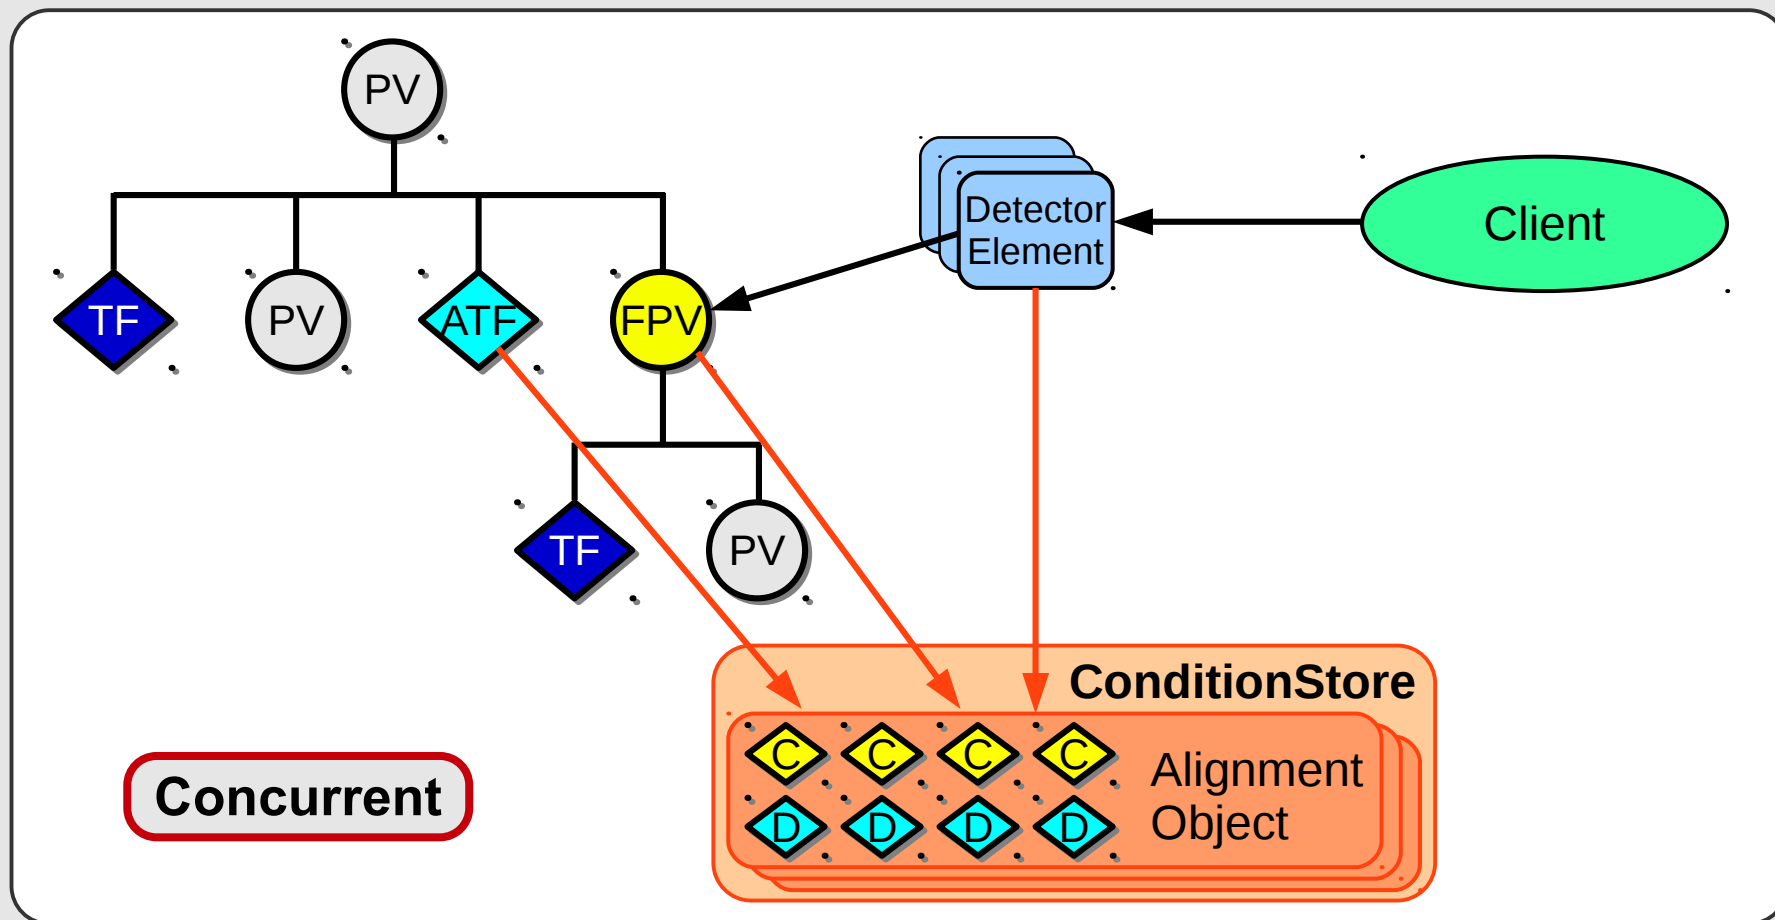 PV
Detector
Element
Client
TF
PV
ATF
FPV
TF
PV
ConditionStore
C C C C
Alignment
Object
D D D D
Concurrent